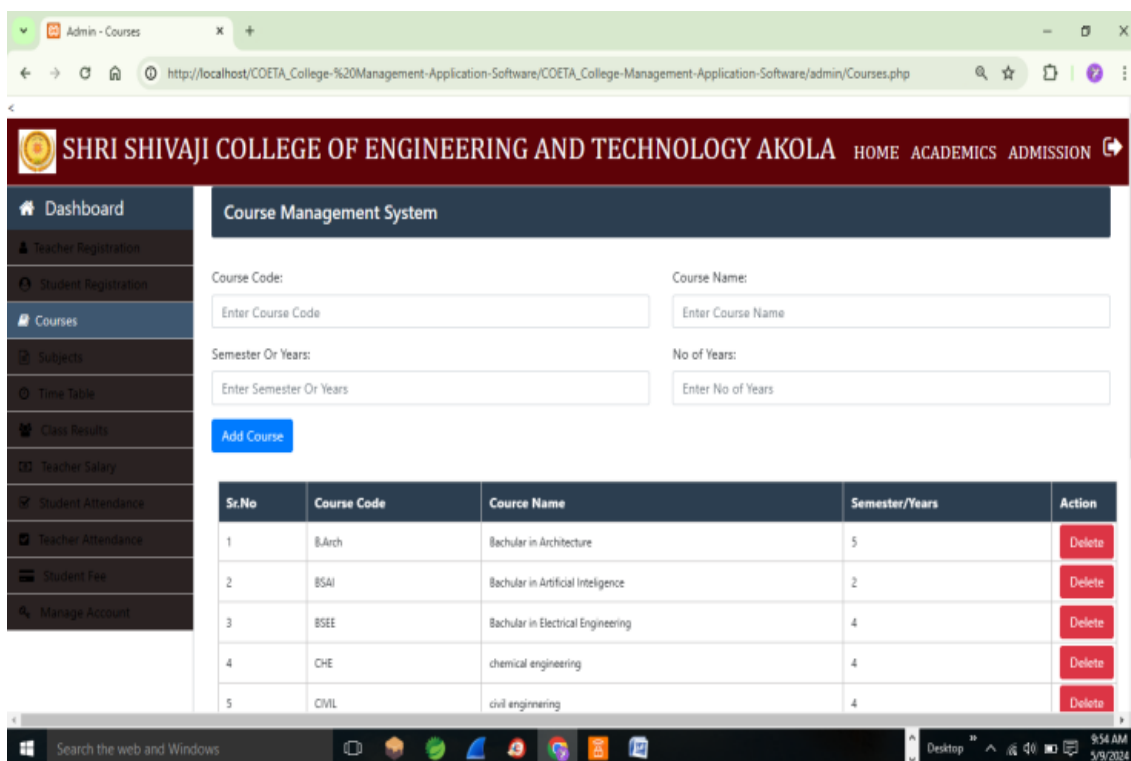 Admin - Courses
http://localhost/COETA_College-%20Management-Application-Software/COETA_College-Management-Application-Software/admin/Courses.php
<
SHRI SHIVAJI COLLEGE OF ENGINEERING AND TECHNOLOGY AKOLA HOME ACADEMICS ADMISSION
Dashboard
Teacher Registration
Student Registration
Courses
Subjects
Time Table
Class Results
Teacher Salary
Student Attendance
Teacher Attendance
Student Fee
Manage Account
Course Management System
Course Code: Course Name:
Enter Course Code Enter Course Name
Semester Or Years: No of Years:
Enter Semester Or Years Enter No of Years
Add Course
Sr.No Course Code Cource Name Semester/Years Action
1 B.Arch Bachular in Architecture 5 Delete
2 BSAI Bachular in Artificial Inteligence 2 Delete
3 BSEE Bachular in Electrical Engineering 4 Delete
4 CHE chemical engineering 4 Delete
5 CIVIL civil enginnering 4 Delete
Search the web and Windows Desktop 9:54 AM
5/9/2024